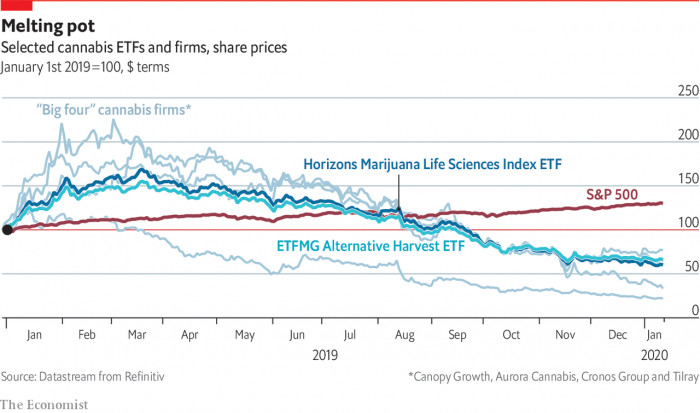 Melting pot
Selected cannabis ETFs and firms, share prices
January 1st 2019=100, $ terms
250
"Big four" cannabis firms*
200
Horizons Marijuana Life Sciences Index ETF
150
S&P 500
100
ETFMG Alternative Harvest ETF
50
0
Jan Feb Mar Apr May Jun Jul Aug Sep Oct Nov Dec Jan
2019 2020
Source: Datastream from Refinitiv *Canopy Growth, Aurora Cannabis, Cronos Group and Tilray
The Economist